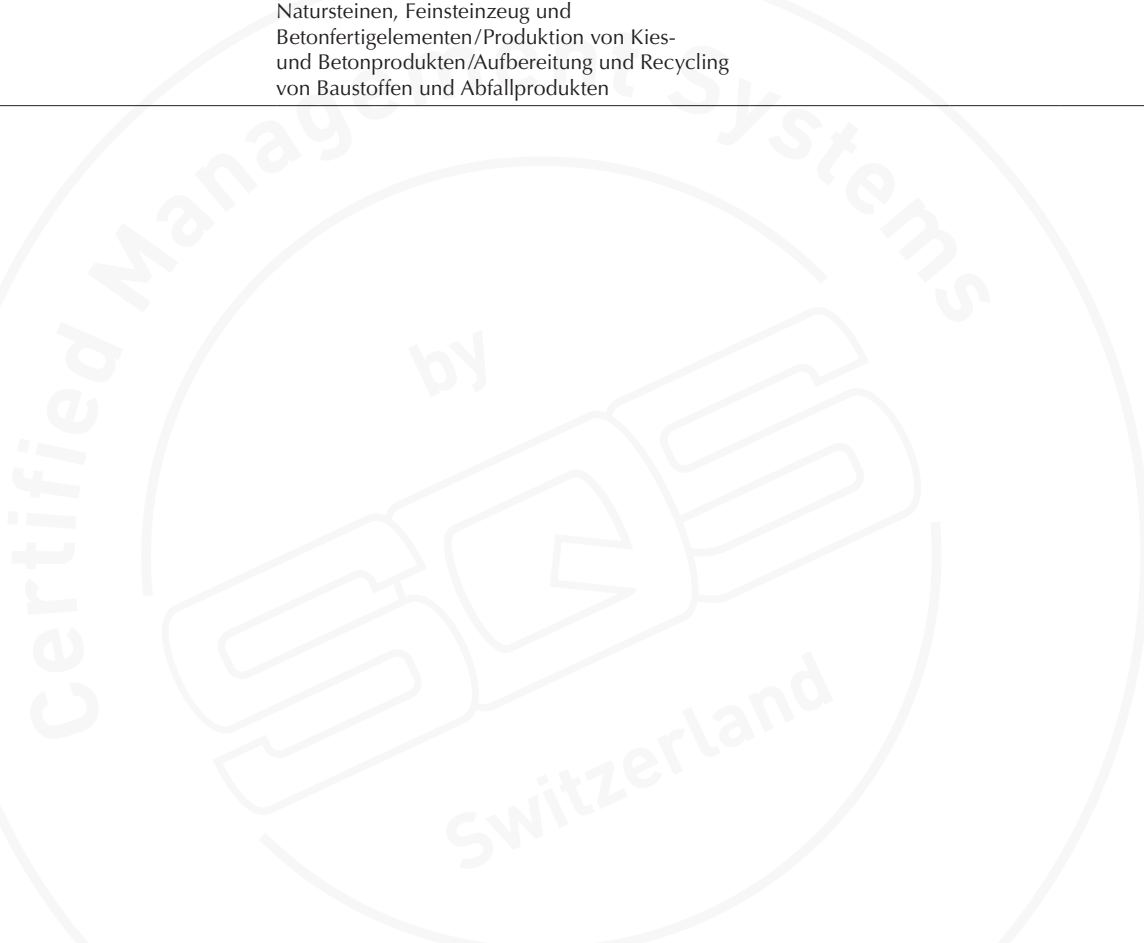 Natursteinen, Feinsteinzeug und
Betonfertigelementen/Produktion von Kies-
und Betonprodukten/Aufbereitung und Recycling
von Baustoffen und Abfallprodukten
Certified Management Systems
by
SQS
Switzerland